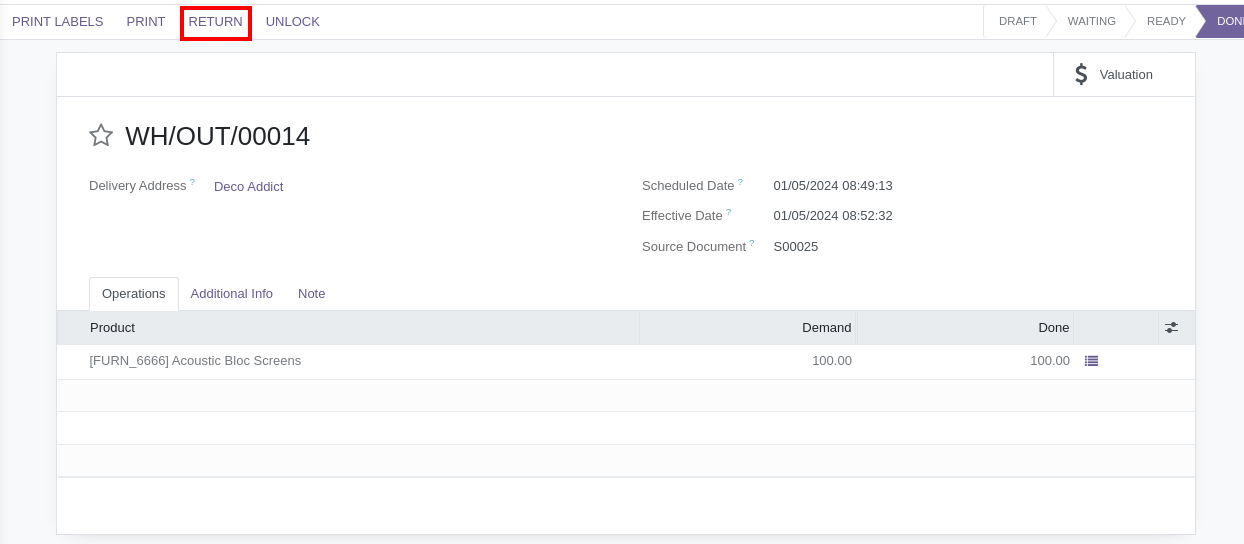 PRINT LABELS PRINT RETURN UNLOCK DRAFT WAITING READY
Valuation
WH/OUT/00014
Delivery Address ? Deco Addict Scheduled Date ? 01/05/2024 08:49:13
Effective Date ? 01/05/2024 08:52:32
Source Document ? S00025
Operations Additional Info Note
Product Demand Done
[FURN_6666] Acoustic Bloc Screens 100.00 100.00